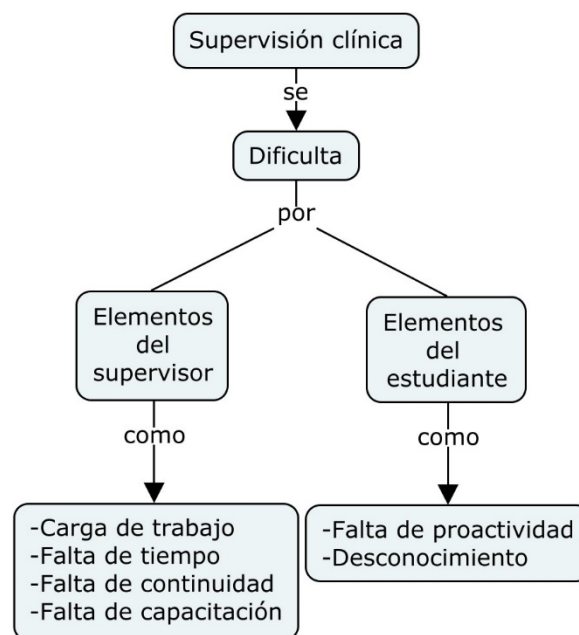 Supervisión clínica
se
Dificulta
por
Elementos
del
supervisor
Elementos
del
estudiante
como
como
-Carga de trabajo
-Falta de tiempo
-Falta de continuidad
-Falta de capacitación
-Falta de proactividad
-Desconocimiento